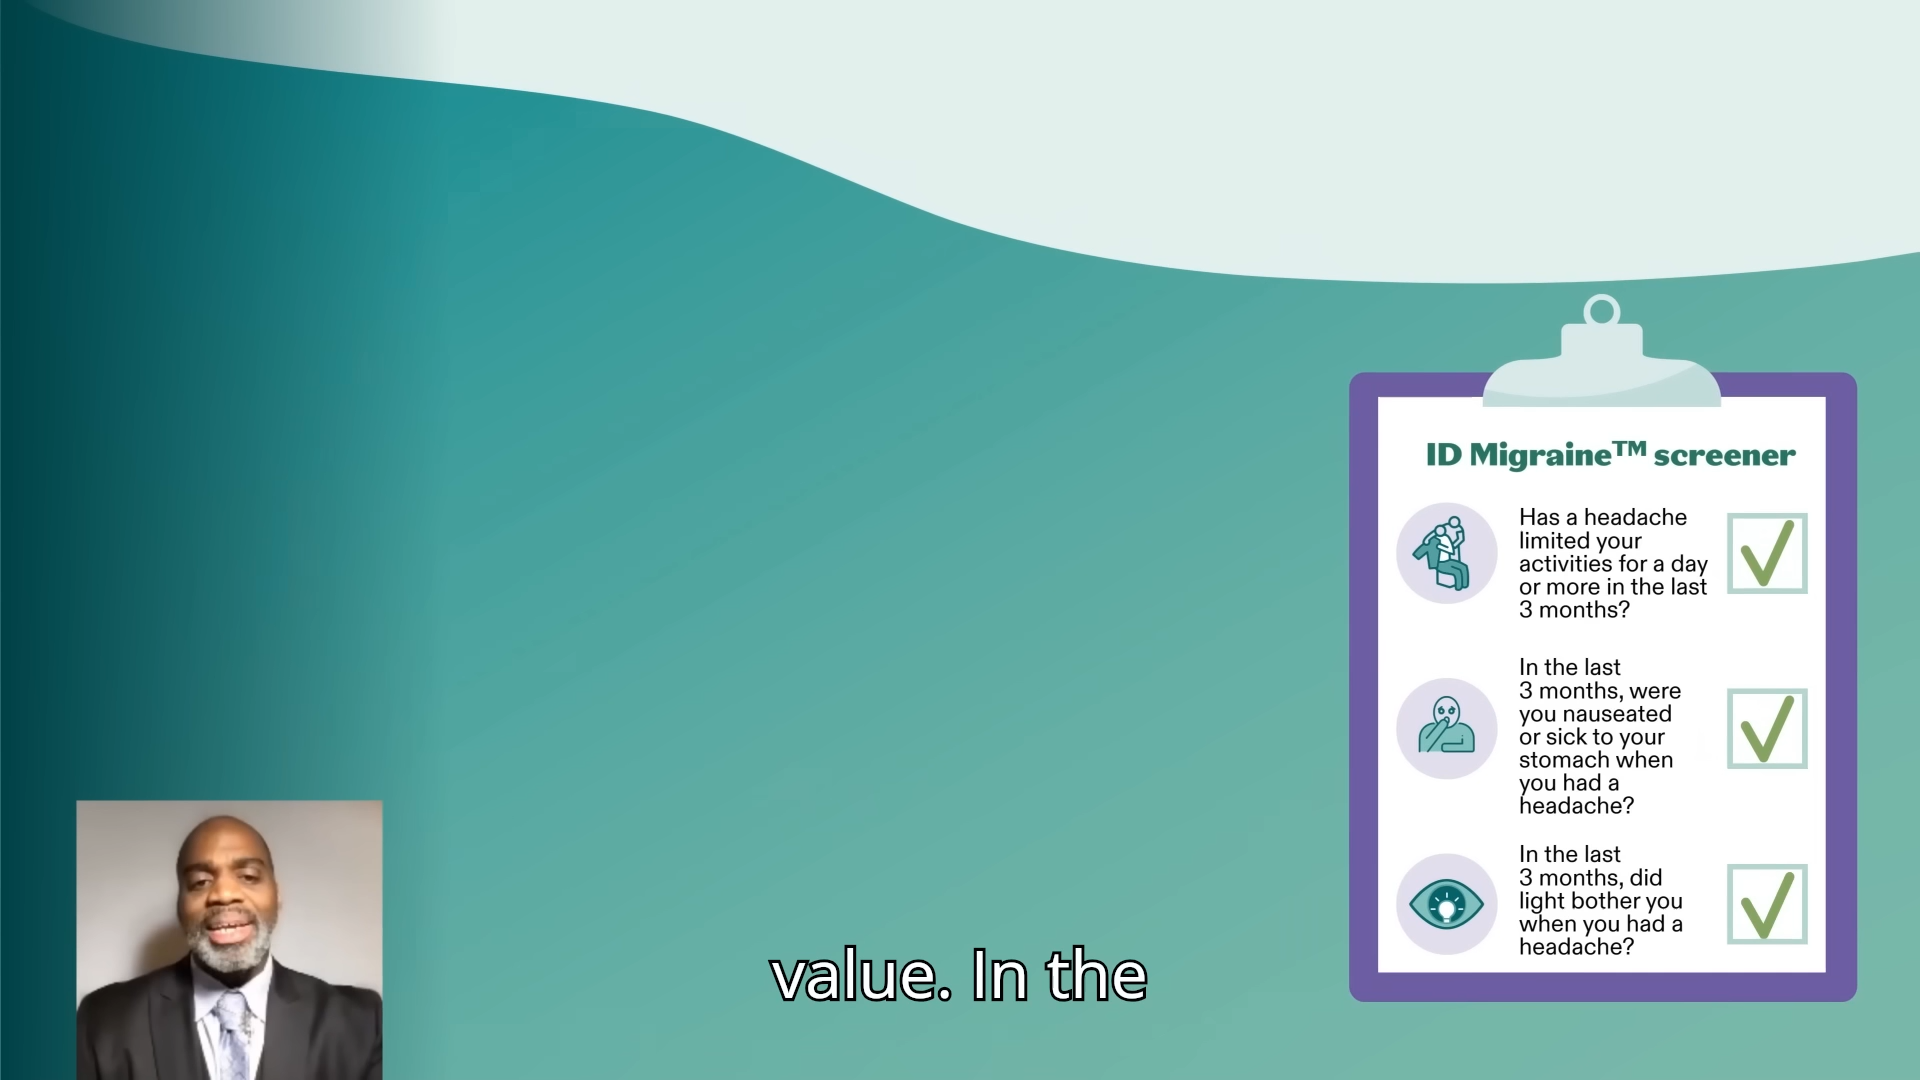 ID Migraine™ screener
Has a headache
limited your
activities for a day
or more in the last
3 months?
In the last
3 months, were
you nauseated
or sick to your
stomach when
you had a
headache?
In the last
3 months, did
light bother you
when you had a
headache?
value. In the